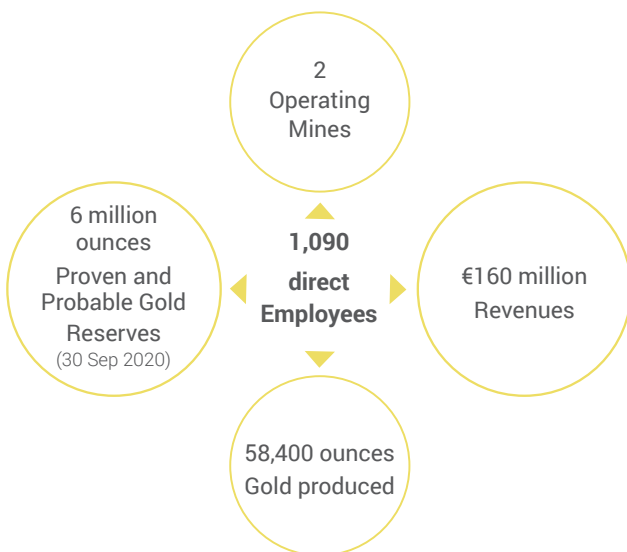 2
Operating
Mines
6 million
ounces
Proven and
Probable Gold
Reserves
(30 Sep 2020)
1,090
direct
Employees
€160 million
Revenues
58,400 ounces
Gold produced